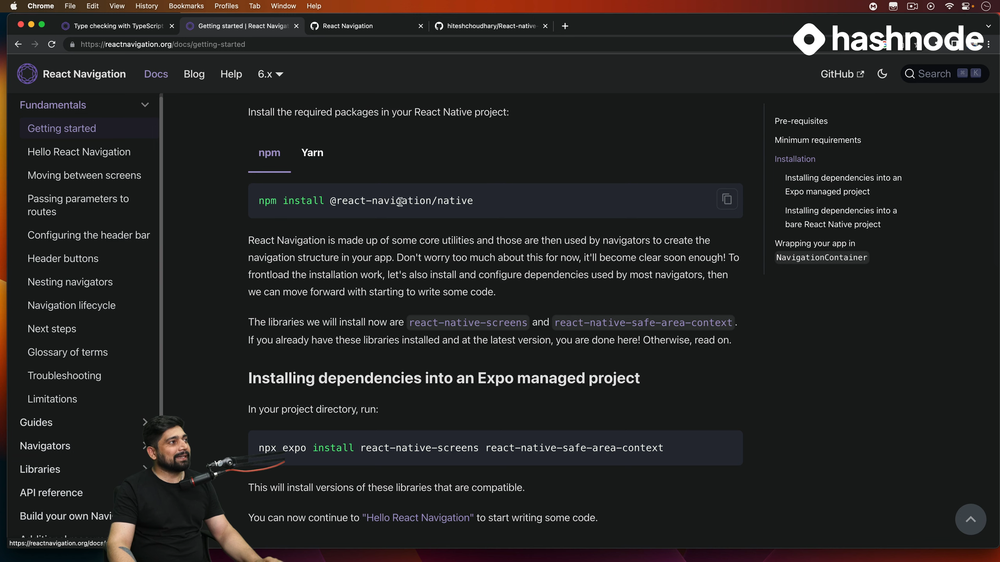 Chrome File Edit View History Bookmarks Profiles Tab Window Help
Type checking with TypeScript
Getting started | React Navigat
React Navigation
hiteshchoudhary/React-native-
https://reactnavigation.org/docs/getting-started
hashnode
React Navigation Docs Blog Help 6.x
GitHub
Search ⌘ K
Fundamentals
Getting started
Hello React Navigation
Moving between screens
Passing parameters to
routes
Configuring the header bar
Header buttons
Nesting navigators
Navigation lifecycle
Next steps
Glossary of terms
Troubleshooting
Limitations
Guides
Navigators
Libraries
API reference
Build your own Navi
https://reactnavigation.org/docs/
Install the required packages in your React Native project:
npm Yarn
npm install @react-navigation/native
React Navigation is made up of some core utilities and those are then used by navigators to create the
navigation structure in your app. Don't worry too much about this for now, it'll become clear soon enough! To
frontload the installation work, let's also install and configure dependencies used by most navigators, then
we can move forward with starting to write some code.
The libraries we will install now are react-native-screens and react-native-safe-area-context.
If you already have these libraries installed and at the latest version, you are done here! Otherwise, read on.
Installing dependencies into an Expo managed project
In your project directory, run:
npx expo install react-native-screens react-native-safe-area-context
This will install versions of these libraries that are compatible.
You can now continue to "Hello React Navigation" to start writing some code.
Pre-requisites
Minimum requirements
Installation
Installing dependencies into an
Expo managed project
Installing dependencies into a
bare React Native project
Wrapping your app in
NavigationContainer